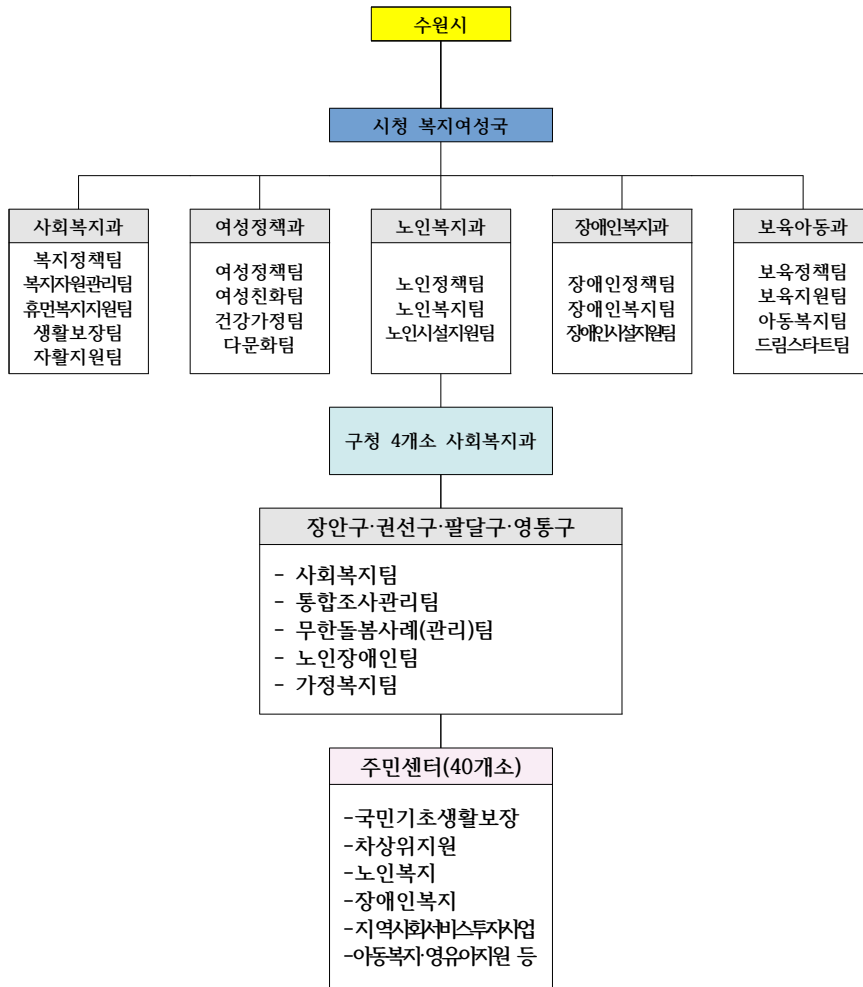 수원시
시청 복지여성국
사회복지과
복지정책팀
복지자원관리팀
휴먼복지지원팀
생활보장팀
자활지원팀
여성정책과
여성정책팀
여성친화팀
건강가정팀
다문화팀
노인복지과
노인정책팀
노인복지팀
노인시설지원팀
장애인복지과
장애인정책팀
장애인복지팀
장애인시설지원팀
보육아동과
보육정책팀
보육지원팀
아동복지팀
드림스타트팀
구청 4개소 사회복지과
장안구·권선구·팔달구·영통구
- 사회복지팀
- 통합조사관리팀
- 무한돌봄사례(관리)팀
- 노인장애인팀
- 가정복지팀
주민센터(40개소)
-국민기초생활보장
-차상위지원
-노인복지
-장애인복지
-지역사회서비스투자사업
-아동복지·영유아지원 등